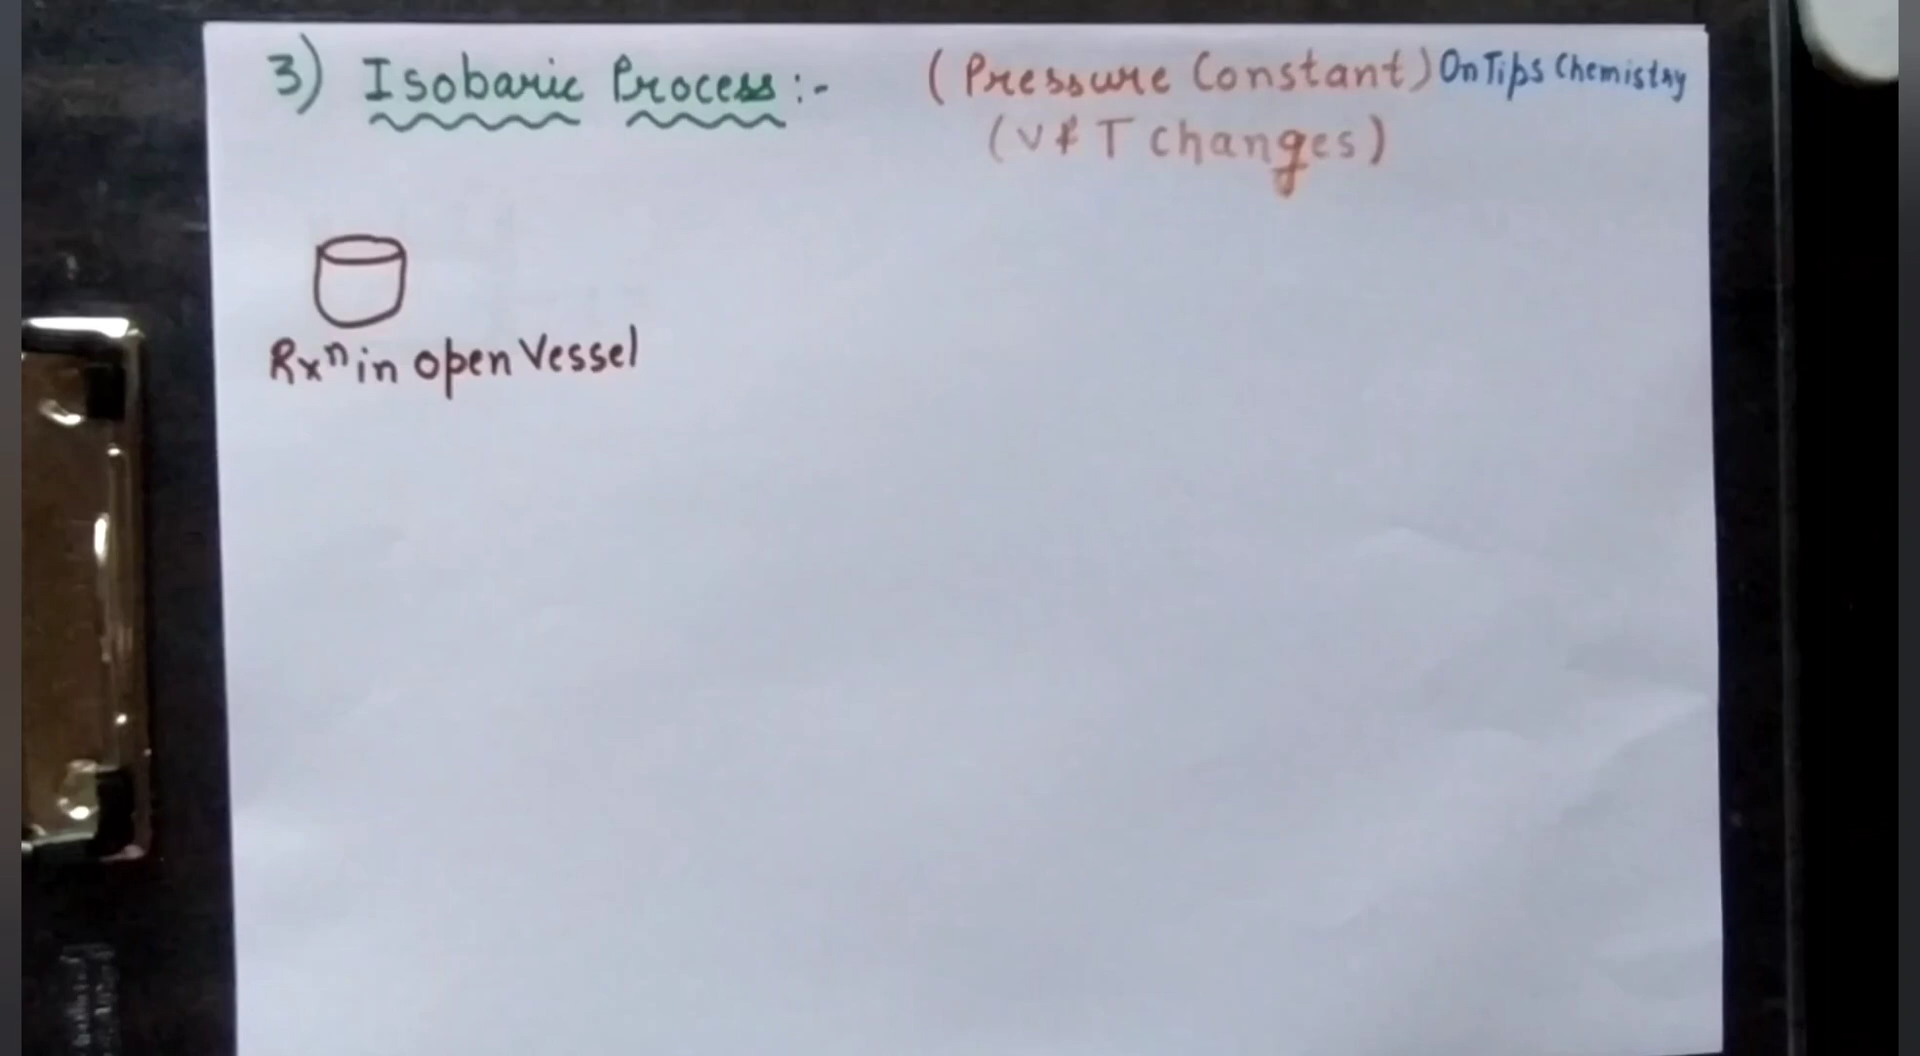 3) Isobaric Process:- (Pressure Constant) OnTips Chemistry
(V & T changes)
Rxⁿ in open Vessel